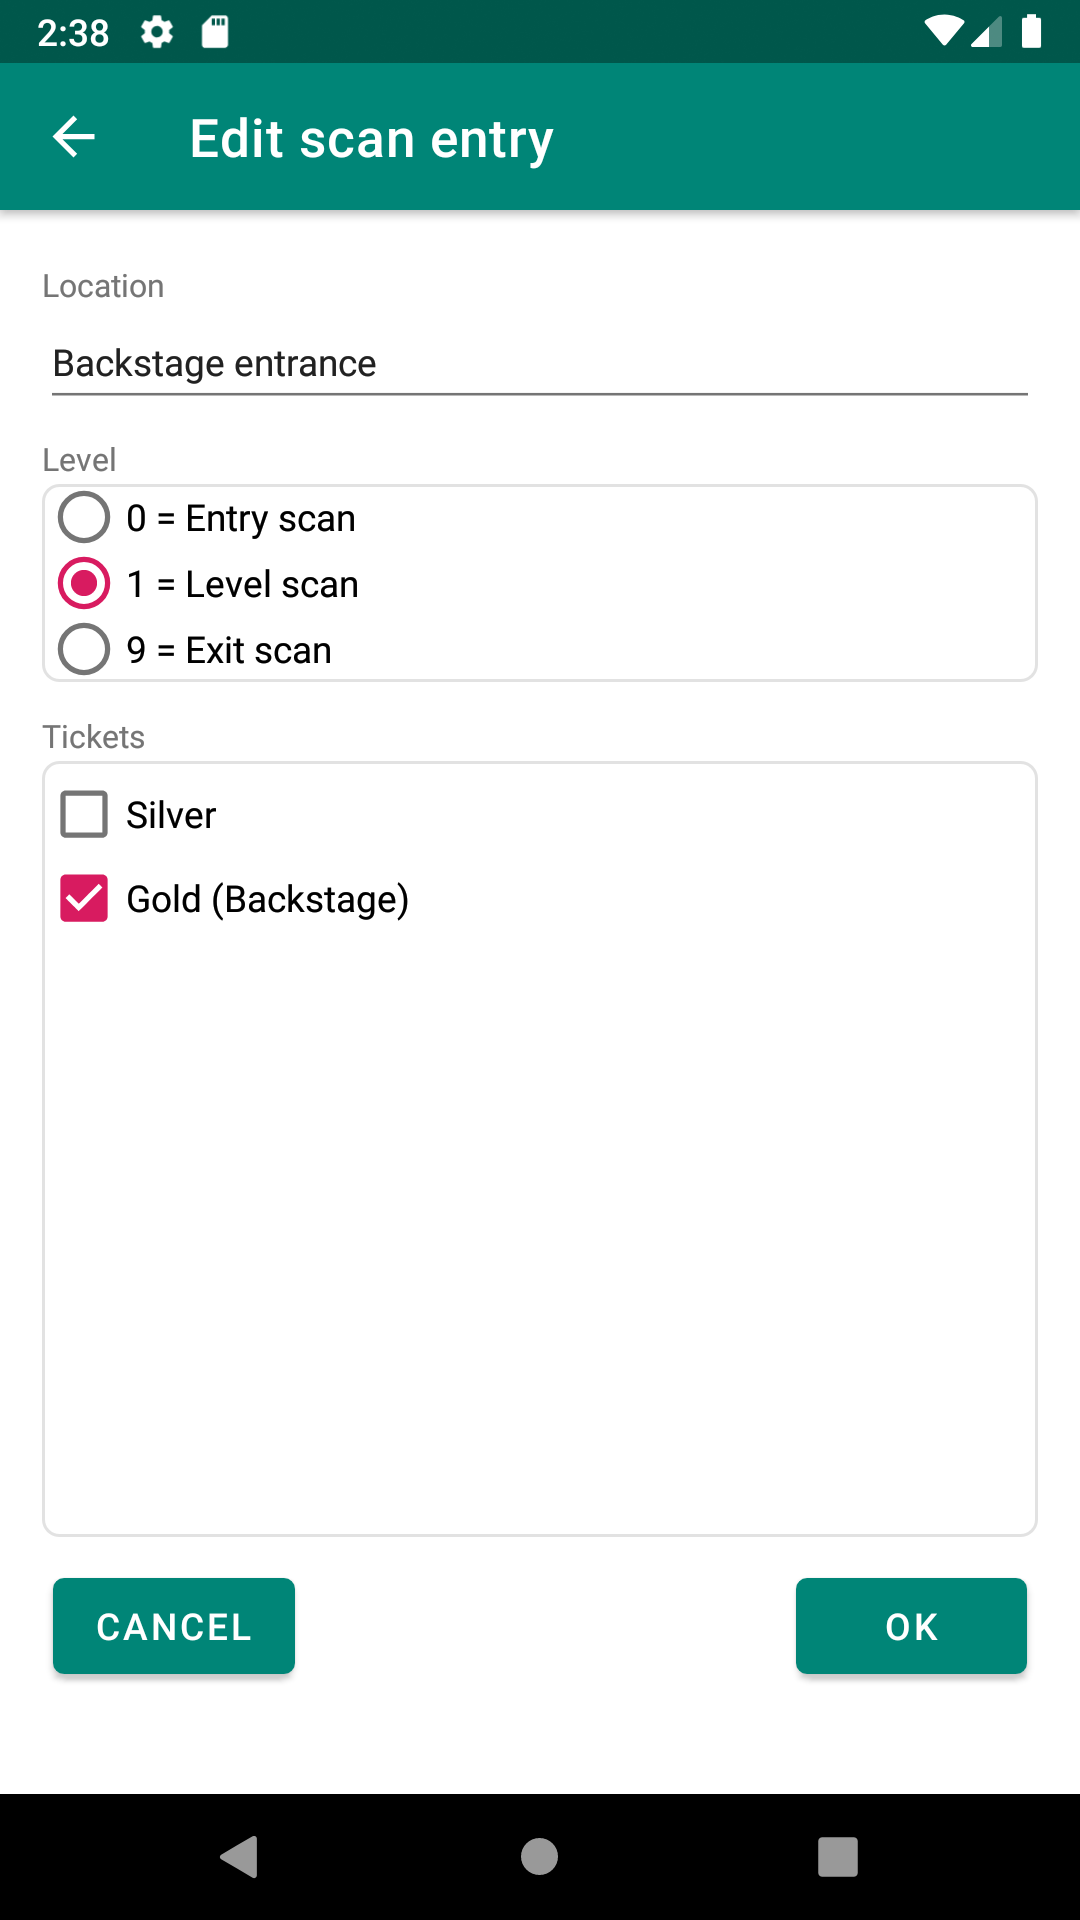 2:38
Edit scan entry
Location
Backstage entrance
Level
0 = Entry scan
1 = Level scan
9 = Exit scan
Tickets
Silver
Gold (Backstage)
CANCEL
OK